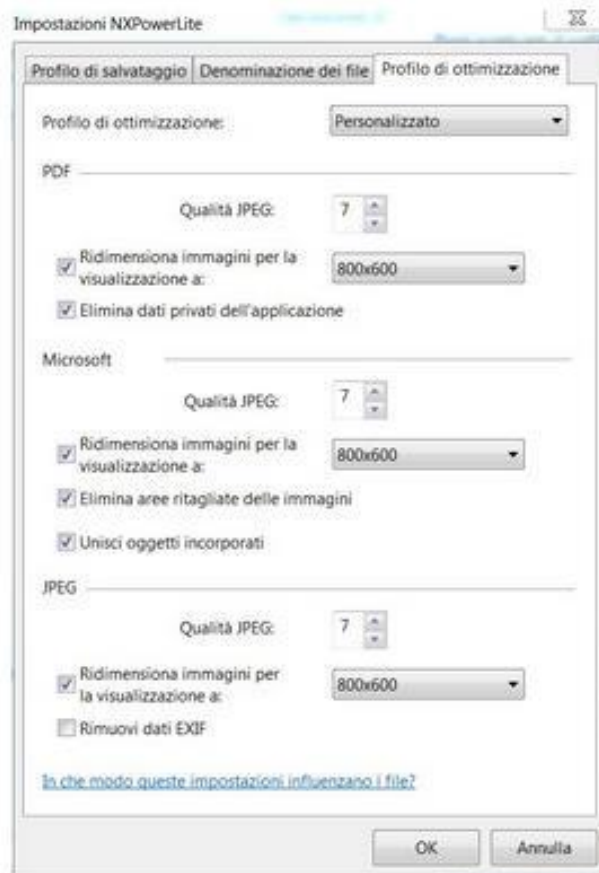 Impostazioni NXPowerLite
Profilo di salvataggio Denominazione dei file Profilo di ottimizzazione
Profilo di ottimizzazione: Personalizzato
PDF
Qualità JPEG: 7
Ridimensiona immagini per la
visualizzazione a: 800x600
Elimina dati privati dell'applicazione
Microsoft
Qualità JPEG: 7
Ridimensiona immagini per la
visualizzazione a: 800x600
Elimina aree ritagliate delle immagini
Unisci oggetti incorporati
JPEG
Qualità JPEG: 7
Ridimensiona immagini per
la visualizzazione a: 800x600
Rimuovi dati EXIF
In che modo queste impostazioni influenzano i file?
OK Annulla